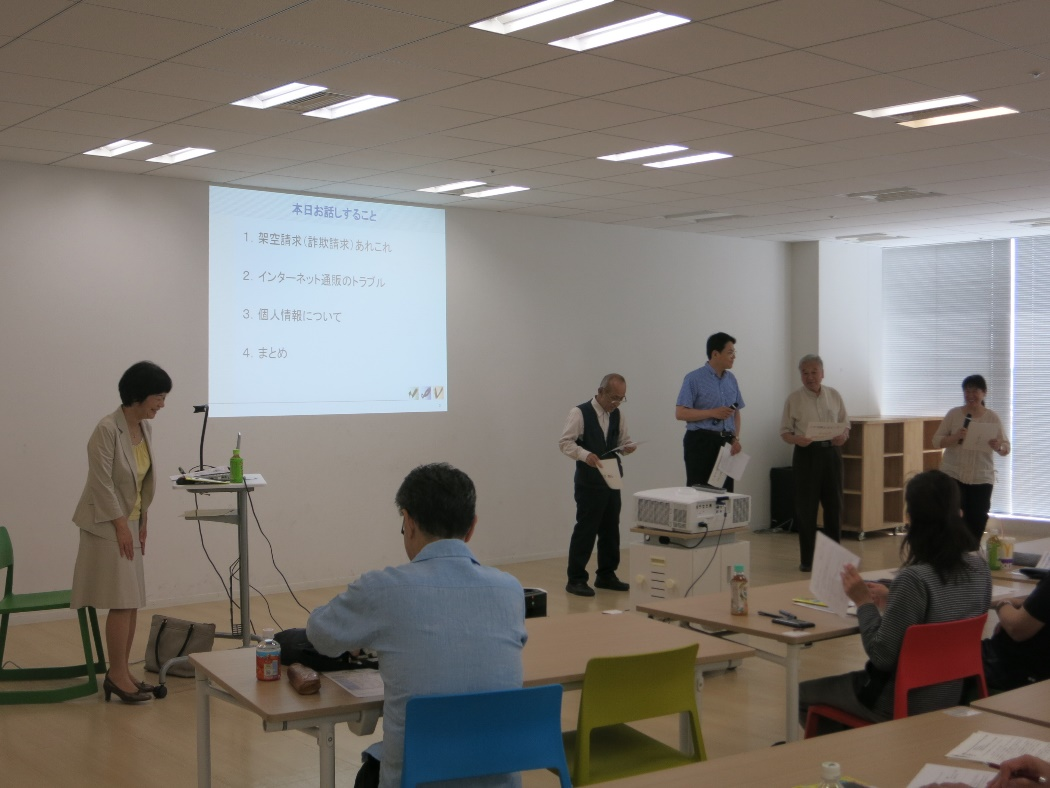 本日お話しすること
1. 架空請求(詐欺請求)あれこれ
2. インターネット通販のトラブル
3. 個人情報について
4. まとめ